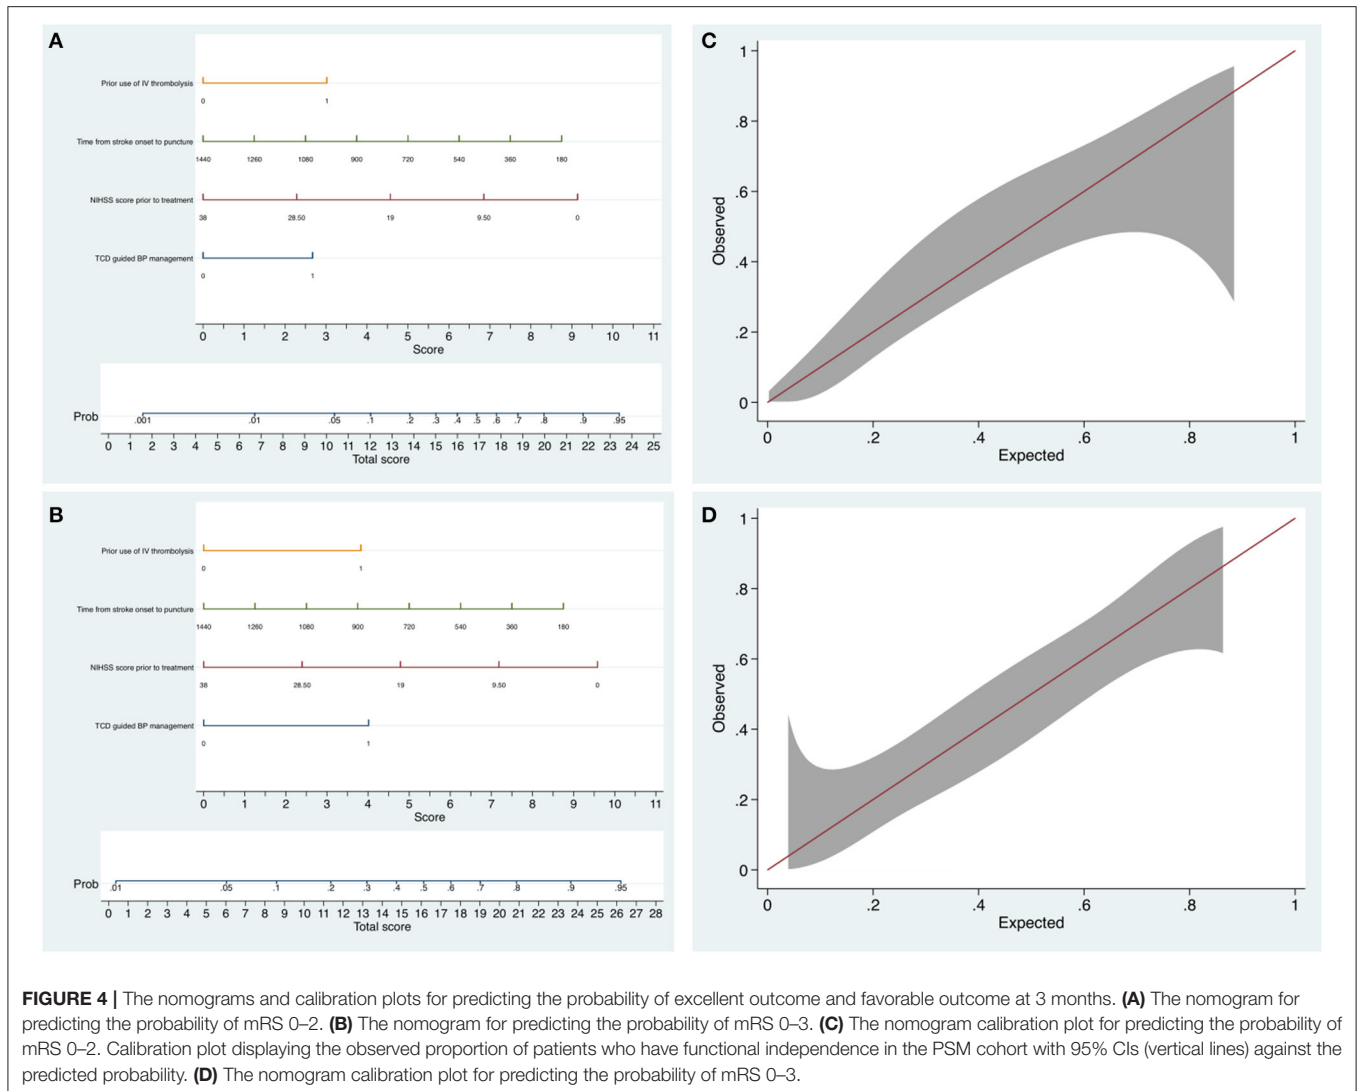 A
Prior use of IV thrombolysis
0 1
Time from stroke onset to puncture
1440 1260 1080 900 720 540 360 180
NIHSS score prior to treatment
38 28.50 19 9.50 0
TCD guided BP management
0 1
0 1 2 3 4 5 6 7 8 9 10 11
Score
Prob
.001 .01 .05 .1 .2 .3 .4 .5 .6 .7 .8 .9 .95
0 1 2 3 4 5 6 7 8 9 10 11 12 13 14 15 16 17 18 19 20 21 22 23 24 25
Total score
C
Observed
1
.8
.6
.4
.2
0
0 .2 .4 .6 .8 1
Expected
B
Prior use of IV thrombolysis
0 1
Time from stroke onset to puncture
1440 1260 1080 900 720 540 360 180
NIHSS score prior to treatment
38 28.50 19 9.50 0
TCD guided BP management
0 1
0 1 2 3 4 5 6 7 8 9 10 11
Score
Prob
.01 .05 .1 .2 .3 .4 .5 .6 .7 .8 .9 .95
0 1 2 3 4 5 6 7 8 9 10 11 12 13 14 15 16 17 18 19 20 21 22 23 24 25 26 27 28
Total score
D
Observed
1
.8
.6
.4
.2
0
0 .2 .4 .6 .8 1
Expected
FIGURE 4 | The nomograms and calibration plots for predicting the probability of excellent outcome and favorable outcome at 3 months. (A) The nomogram for
predicting the probability of mRS 0–2. (B) The nomogram for predicting the probability of mRS 0–3. (C) The nomogram calibration plot for predicting the probability of
mRS 0–2. Calibration plot displaying the observed proportion of patients who have functional independence in the PSM cohort with 95% CIs (vertical lines) against the
predicted probability. (D) The nomogram calibration plot for predicting the probability of mRS 0–3.